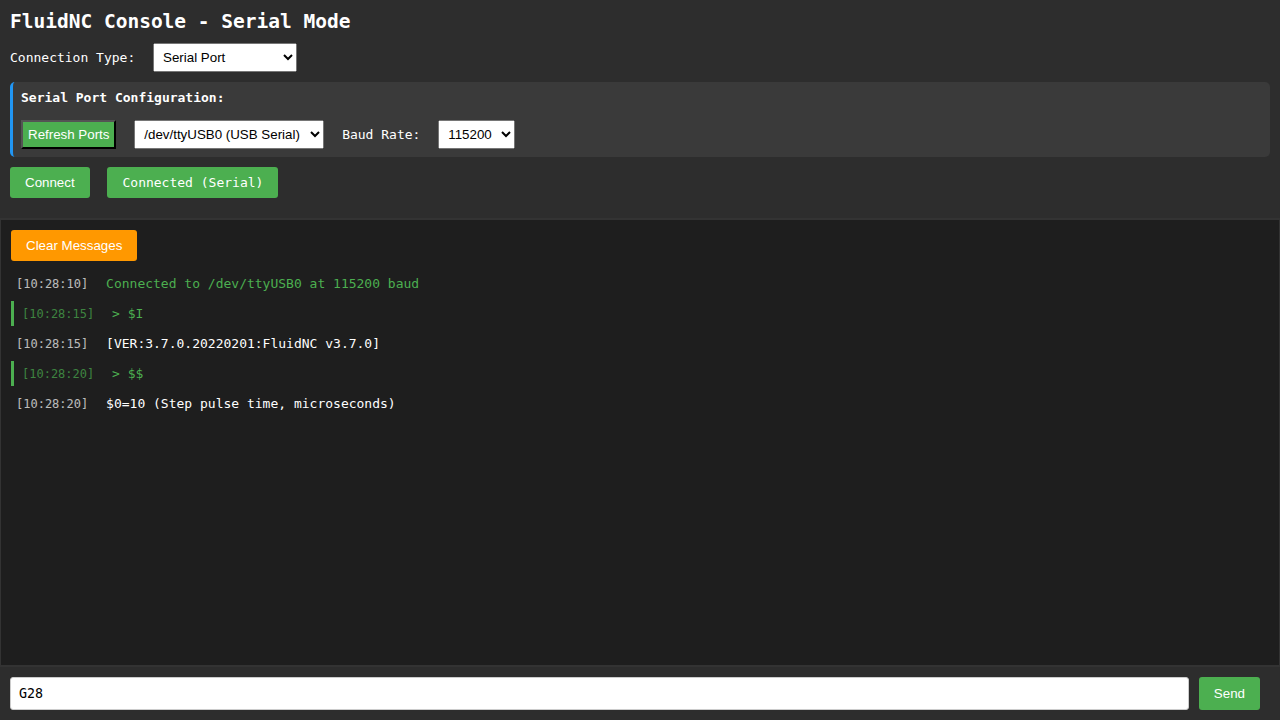 FluidNC Console - Serial Mode
Connection Type: Serial Port
Serial Port Configuration:
Refresh Ports /dev/ttyUSB0 (USB Serial) Baud Rate: 115200
Connect Connected (Serial)
Clear Messages
[10:28:10] Connected to /dev/ttyUSB0 at 115200 baud
[10:28:15] > $I
[10:28:15] [VER:3.7.0.20220201:FluidNC v3.7.0]
[10:28:20] > $$
[10:28:20] $0=10 (Step pulse time, microseconds)
G28 Send